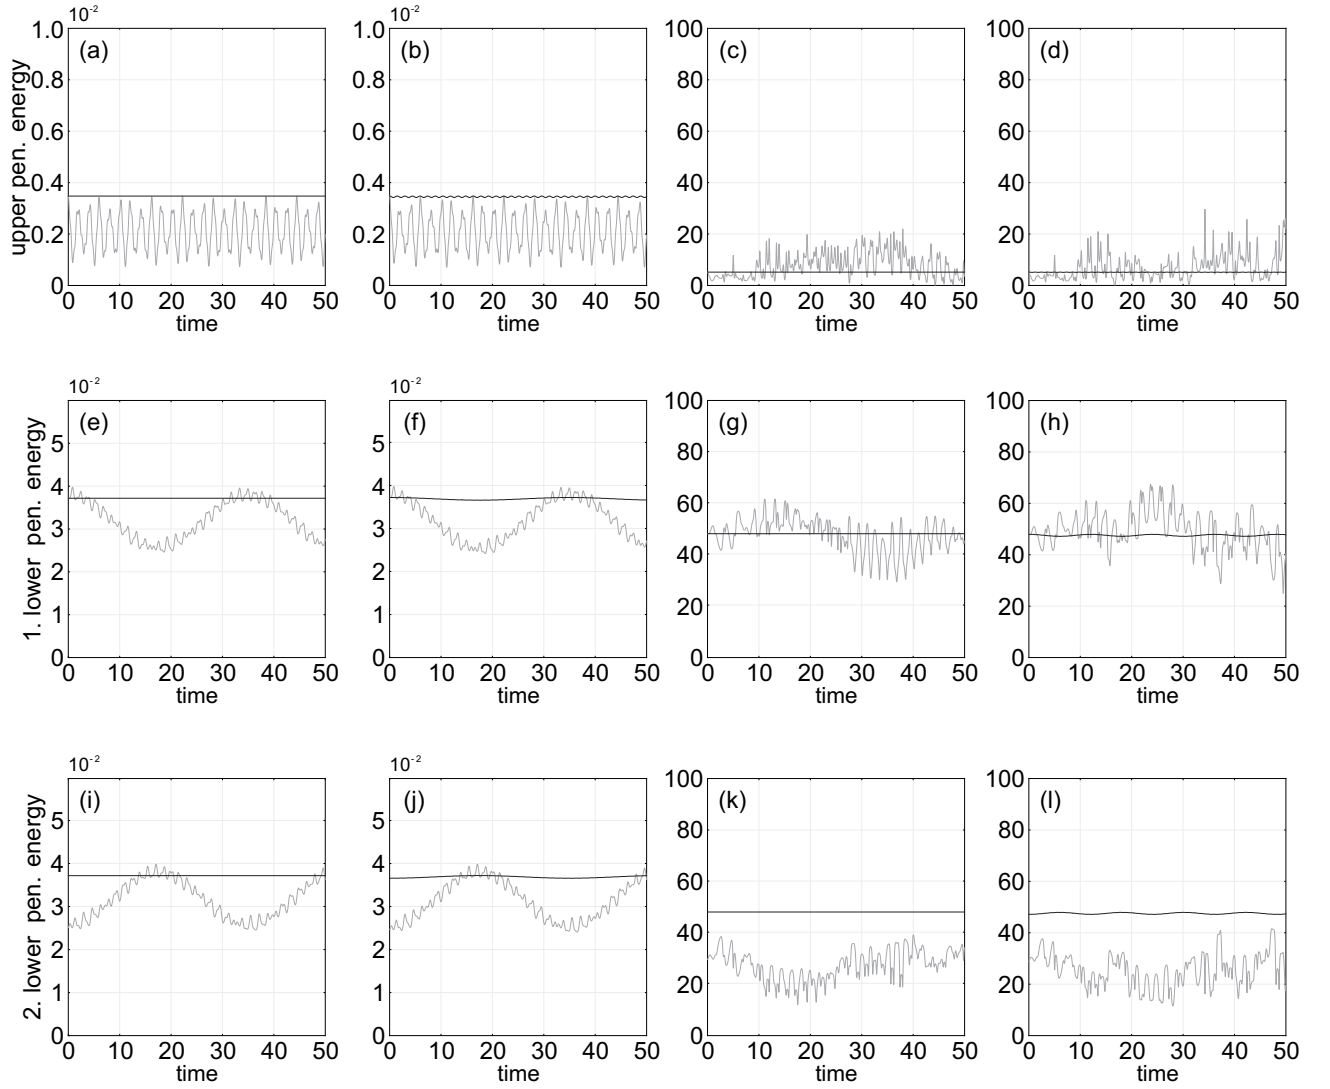 10⁻² 10⁻²
1.0 1.0 100 100
(a) (b) (c) (d)
0.8 0.8 80 80
0.6 0.6 60 60
0.4 0.4 40 40
0.2 0.2 20 20
0 0 0 0
upper pen. energy
0 10 20 30 40 50 0 10 20 30 40 50 0 10 20 30 40 50 0 10 20 30 40 50
time time time time
10⁻² 10⁻²
100 100
(e) (f) (g) (h)
5 5 80 80
4 4 60 60
3 3 40 40
2 2 20 20
1 1
0 0 0 0
1. lower pen. energy
0 10 20 30 40 50 0 10 20 30 40 50 0 10 20 30 40 50 0 10 20 30 40 50
time time time time
10⁻² 10⁻²
100 100
(i) (j) (k) (l)
5 5 80 80
4 4 60 60
3 3 40 40
2 2 20 20
1 1
0 0 0 0
2. lower pen. energy
0 10 20 30 40 50 0 10 20 30 40 50 0 10 20 30 40 50 0 10 20 30 40 50
time time time time